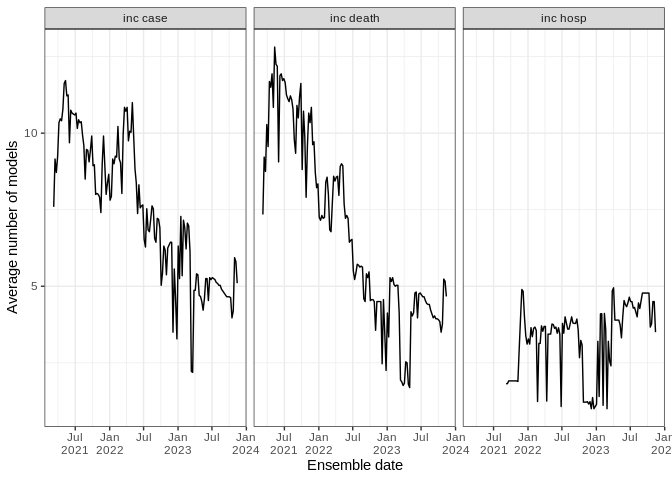 inc case inc death inc hosp
Average number of models
10
5
Jul Jan Jul Jan Jul Jan Jul Jan Jul Jan Jul Jan Jul Jan Jul Jan Jul Jan
2021 2022 2023 2024 2021 2022 2023 2024 2021 2022 2023 202
Ensemble date